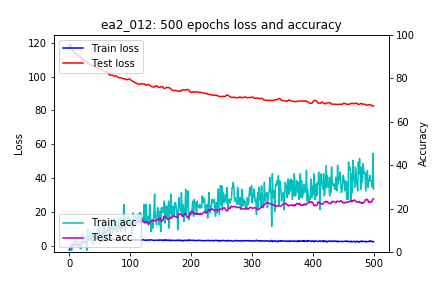 ea2_012: 500 epochs loss and accuracy
120
100
80
60
40
20
0
Loss
Train loss
Test loss
Train acc
Test acc
100
80
60
40
20
0
Accuracy
0
100
200
300
400
500